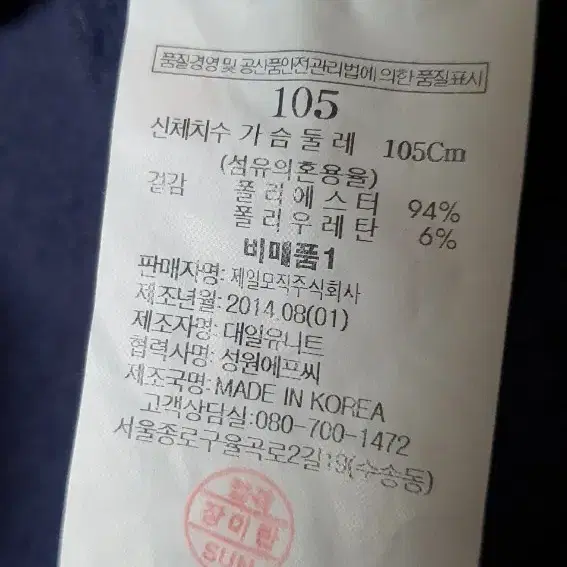 품질경영 및 공산품안전관리법에 의한 품질표시
105
신체치수 가 슴 둘 레 105Cm
(섬유의혼용율)
겉감 폴 리 에 스 터 94%
폴 리 우 레 탄 6%
비매품1
판매자명: 제일모직주식회사
제조년월: 2014.08(01)
제조자명: 대일유니트
협력사명: 성원에프씨
제조국명: MADE IN KOREA
고객상담실:080-700-1472
서울종로구율곡로2길19(수송동)
장미란
SUN